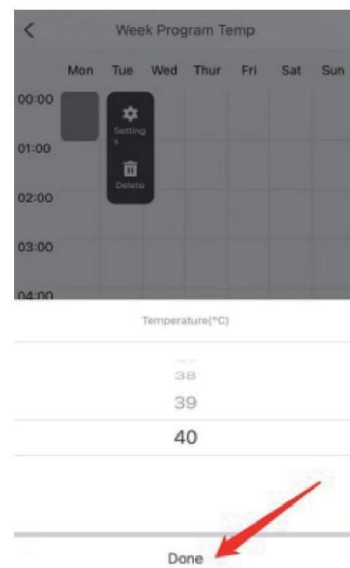 Week Program Temp
Mon Tue Wed Thur Fri Sat Sun
00:00
Setting
s
01:00
Delete
02:00
03:00
04:00
Temperature(°C)
38
39
40
Done